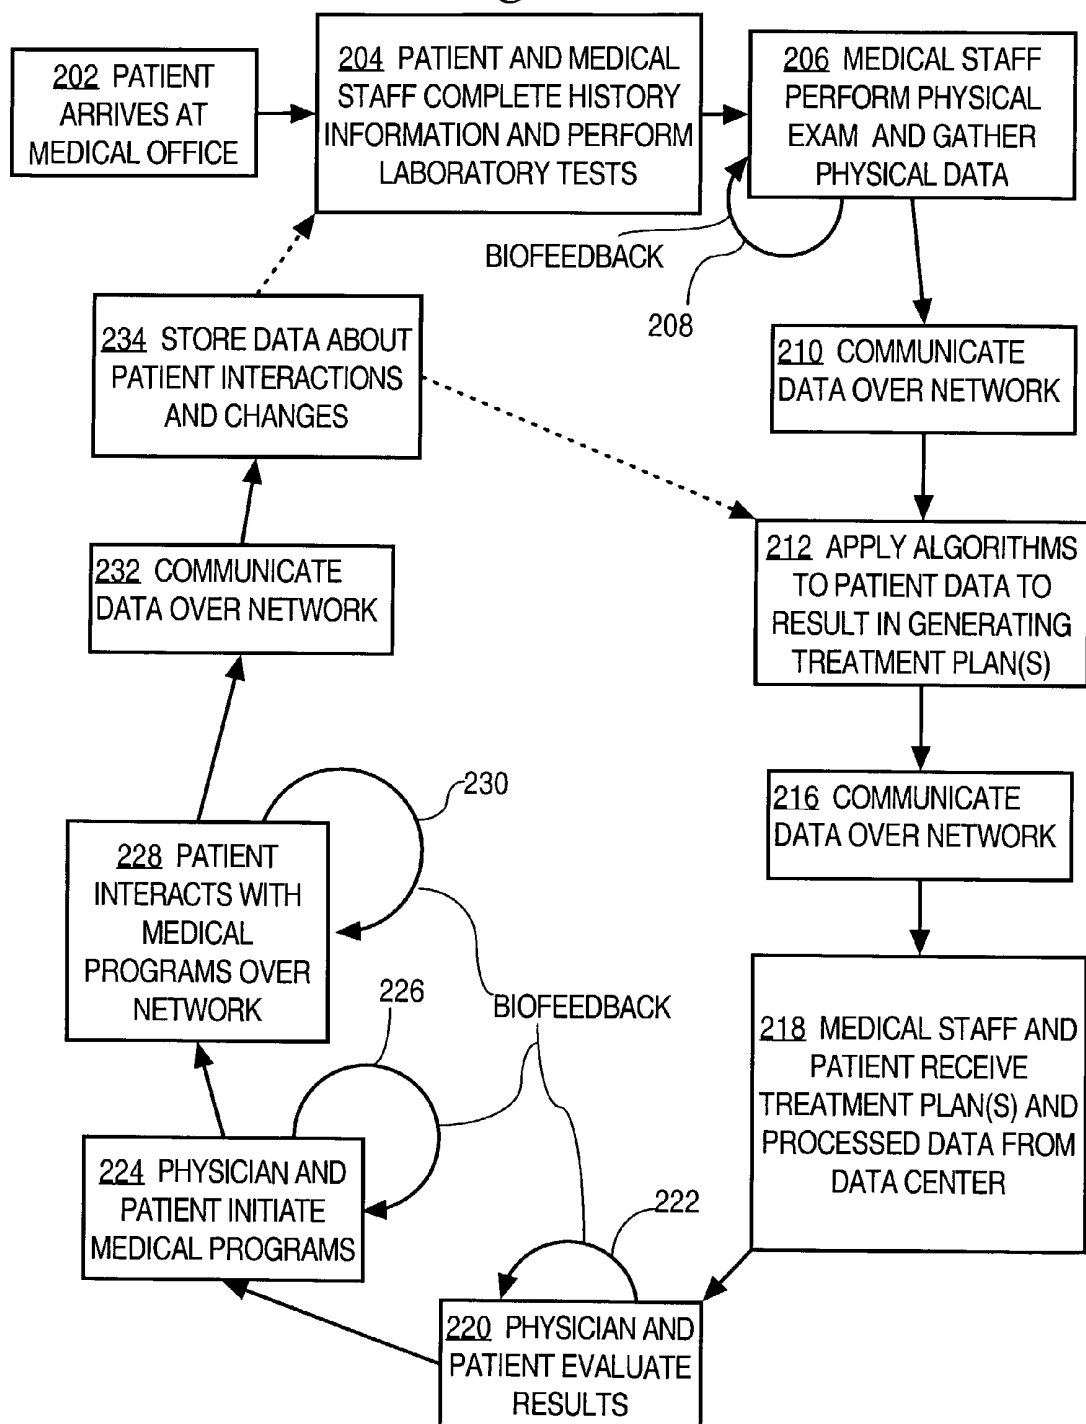 202 PATIENT
ARRIVES AT
MEDICAL OFFICE
204 PATIENT AND MEDICAL
STAFF COMPLETE HISTORY
INFORMATION AND PERFORM
LABORATORY TESTS
206 MEDICAL STAFF
PERFORM PHYSICAL
EXAM AND GATHER
PHYSICAL DATA
BIOFEEDBACK
208
234 STORE DATA ABOUT
PATIENT INTERACTIONS
AND CHANGES
210 COMMUNICATE
DATA OVER NETWORK
212 APPLY ALGORITHMS
TO PATIENT DATA TO
RESULT IN GENERATING
TREATMENT PLAN(S)
232 COMMUNICATE
DATA OVER NETWORK
216 COMMUNICATE
DATA OVER NETWORK
230
228 PATIENT
INTERACTS WITH
MEDICAL
PROGRAMS OVER
NETWORK
226
BIOFEEDBACK
218 MEDICAL STAFF AND
PATIENT RECEIVE
TREATMENT PLAN(S) AND
PROCESSED DATA FROM
DATA CENTER
224 PHYSICIAN AND
PATIENT INITIATE
MEDICAL PROGRAMS
222
220 PHYSICIAN AND
PATIENT EVALUATE
RESULTS